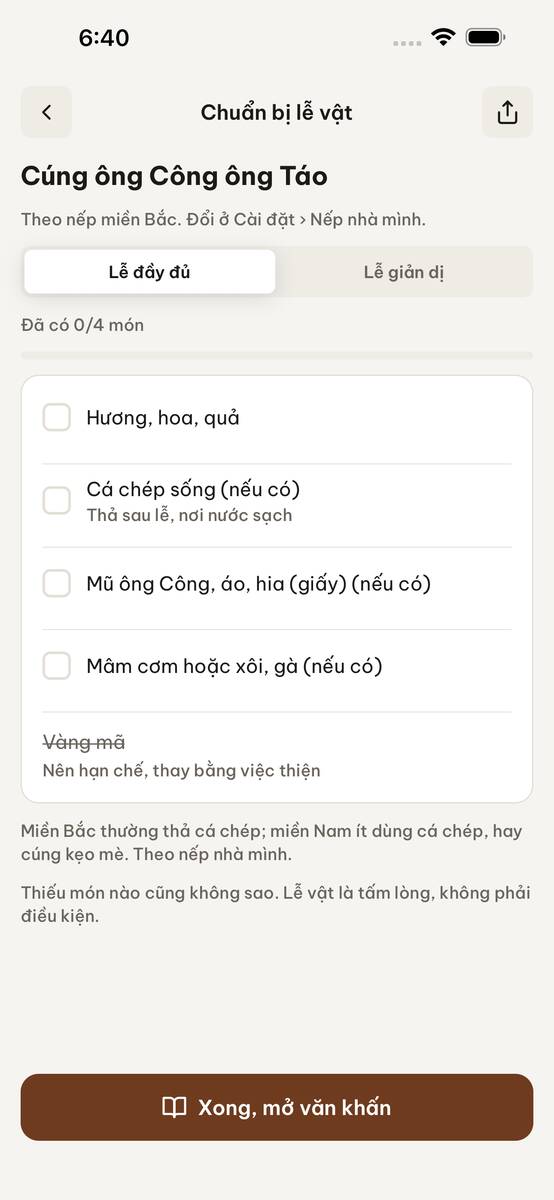 6:40
Chuẩn bị lễ vật
Cúng ông Công ông Táo
Theo nếp miền Bắc. Đổi ở Cài đặt › Nếp nhà mình.
Lễ đầy đủ
Lễ giản dị
Đã có 0/4 món
Hương, hoa, quả
Cá chép sống (nếu có)
Thả sau lễ, nơi nước sạch
Mũ ông Công, áo, hia (giấy) (nếu có)
Mâm cơm hoặc xôi, gà (nếu có)
Vàng mã
Nên hạn chế, thay bằng việc thiện
Miền Bắc thường thả cá chép; miền Nam ít dùng cá chép, hay
cúng kẹo mè. Theo nếp nhà mình.
Thiếu món nào cũng không sao. Lễ vật là tấm lòng, không phải
điều kiện.
Xong, mở văn khấn